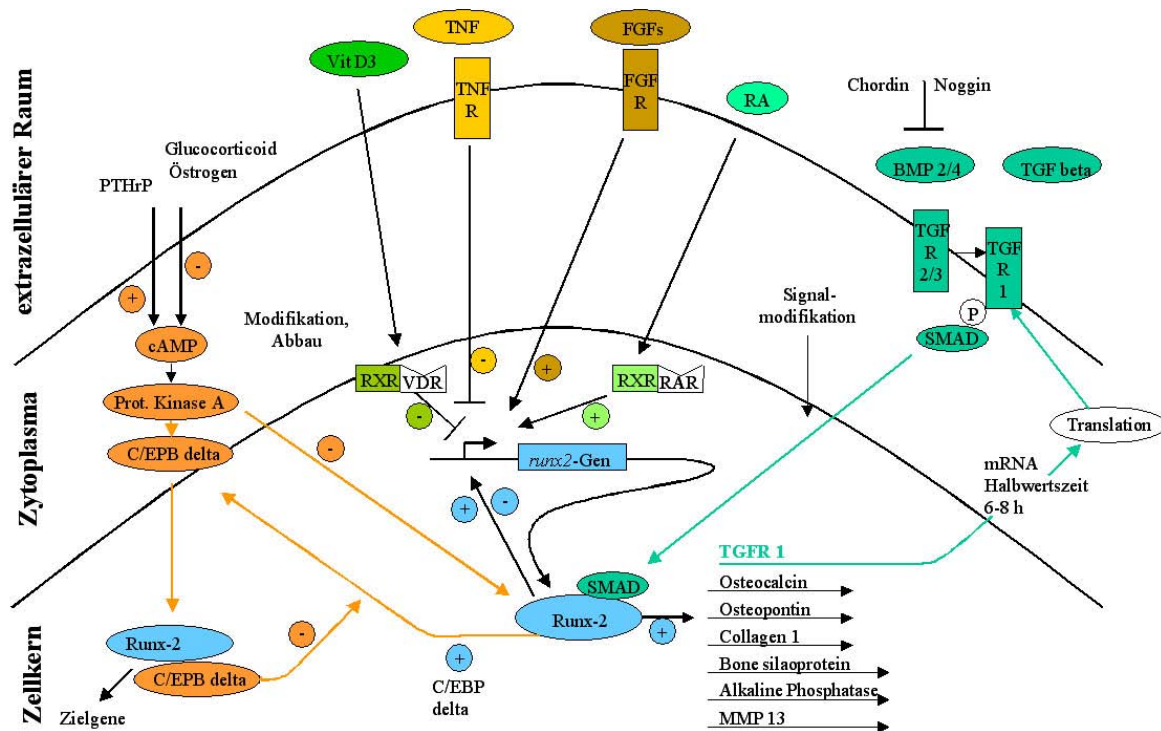 TNF
FGFs
Vit D3
TNF
R
FGF
R
RA
Chordin
Noggin
extrazellulärer Raum
Glucocorticoid
Östrogen
PTHrP
BMP 2/4
TGF beta
TGF
R
2/3
TGF
R
1
-
+
P
SMAD
Signal-
modifikation
Modifikation,
Abbau
cAMP
-
+
RXR
VDR
RXR
RAR
Prot. Kinase A
-
+
Translation
C/EPB delta
-
runx2-Gen
mRNA
Halbwertszeit
6-8 h
Zytoplasma
+
-
TGFR 1
SMAD
Osteocalcin
Runx-2
Osteopontin
+
Collagen 1
Runx-2
-
+
Bone silaoprotein
C/EPB delta
C/EBP
delta
Alkaline Phosphatase
Zielgene
MMP 13
Zellkern